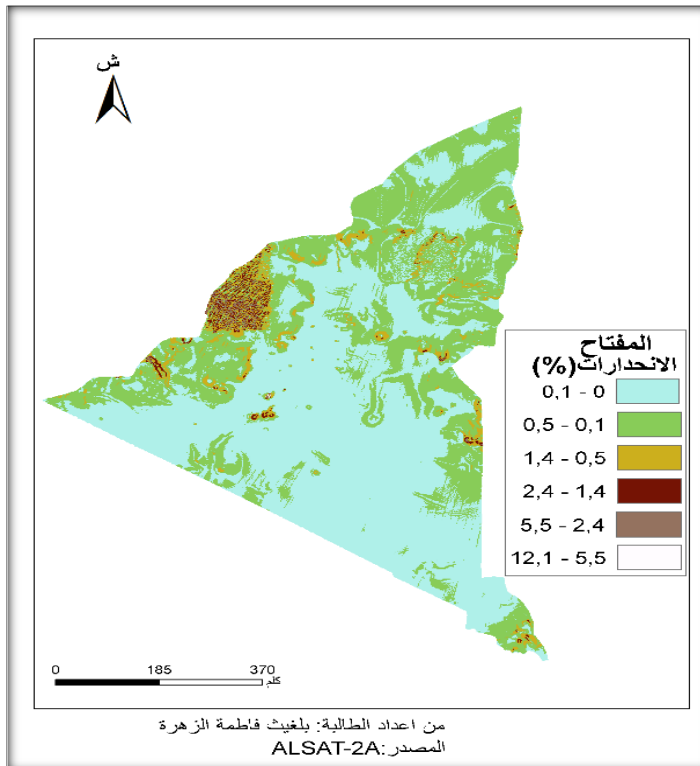 ش
المفتاح
الانحدارات(%)
0,1 - 0
0,5 - 0,1
1,4 - 0,5
2,4 - 1,4
5,5 - 2,4
12,1 - 5,5
0 185 370
كلم
من اعداد الطالبة: بلغيث فاطمة الزهرة
المصدر:ALSAT-2A